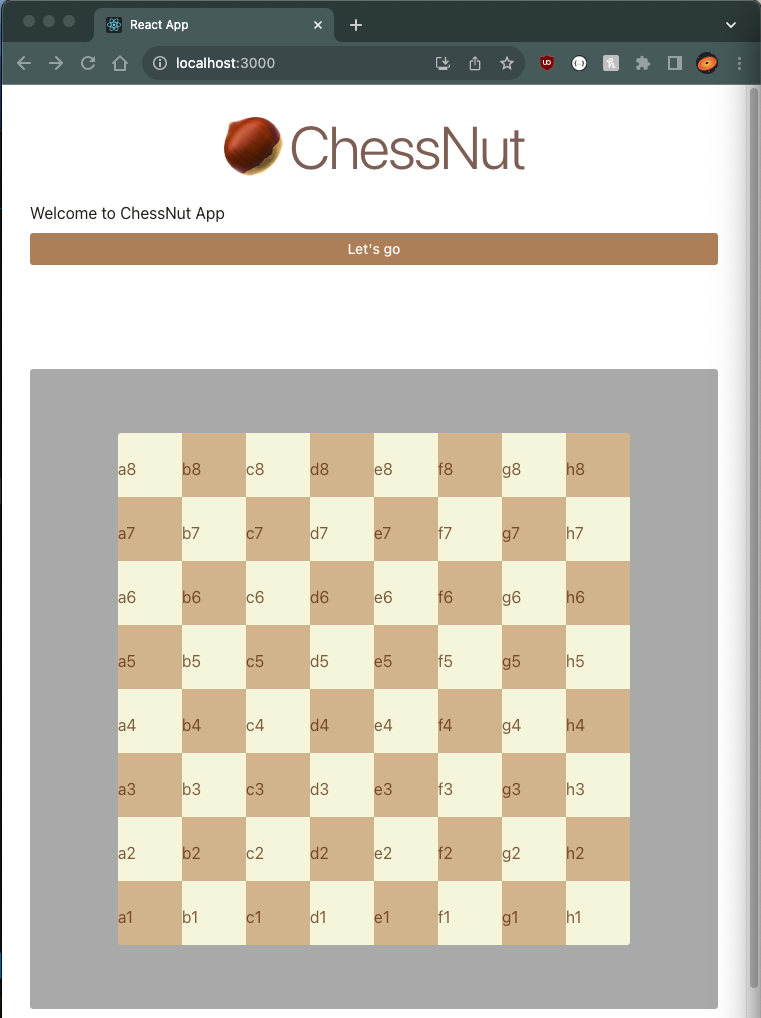 React App
localhost:3000
ChessNut
Welcome to ChessNut App
Let's go
a8 b8 c8 d8 e8 f8 g8 h8
a7 b7 c7 d7 e7 f7 g7 h7
a6 b6 c6 d6 e6 f6 g6 h6
a5 b5 c5 d5 e5 f5 g5 h5
a4 b4 c4 d4 e4 f4 g4 h4
a3 b3 c3 d3 e3 f3 g3 h3
a2 b2 c2 d2 e2 f2 g2 h2
a1 b1 c1 d1 e1 f1 g1 h1